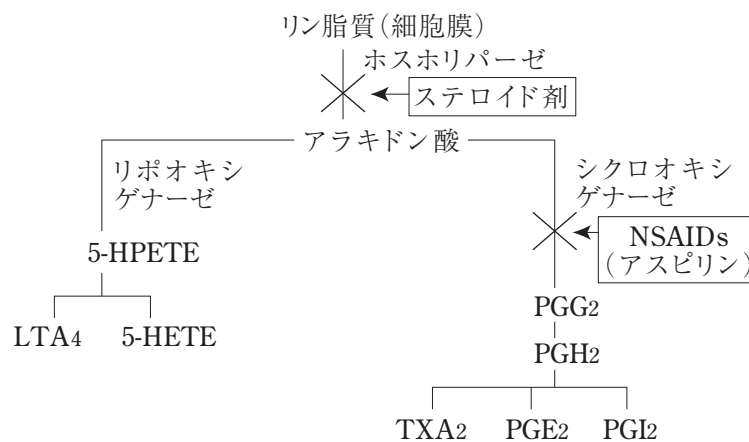 リン脂質(細胞膜)
ホスホリパーゼ
ステロイド剤
アラキドン酸
リポオキシ
ゲナーゼ
シクロオキシ
ゲナーゼ
NSAIDs
(アスピリン)
5-HPETE
LTA4 5-HETE
PGG2
PGH2
TXA2 PGE2 PGI2